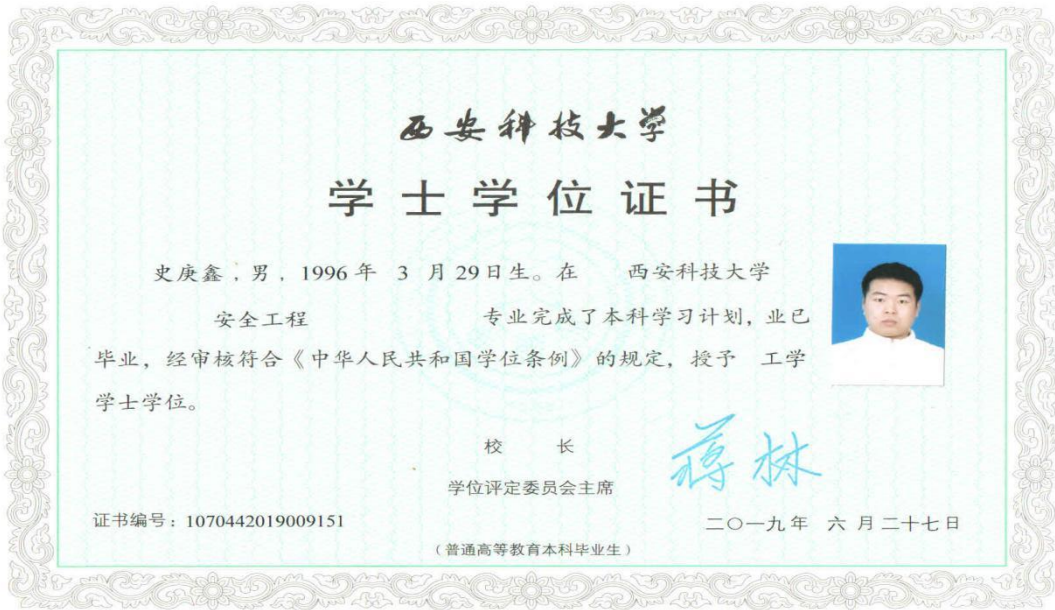 西安科技大学
学士学位证书
史庚鑫，男，1996年 3 月29日生。在 西安科技大学
安全工程 专业完成了本科学习计划，业已
毕业，经审核符合《中华人民共和国学位条例》的规定，授予 工学
学士学位。
校 长
蒋林
学位评定委员会主席
证书编号：1070442019009151
二〇一九年 六 月二十七日
（普通高等教育本科毕业生）